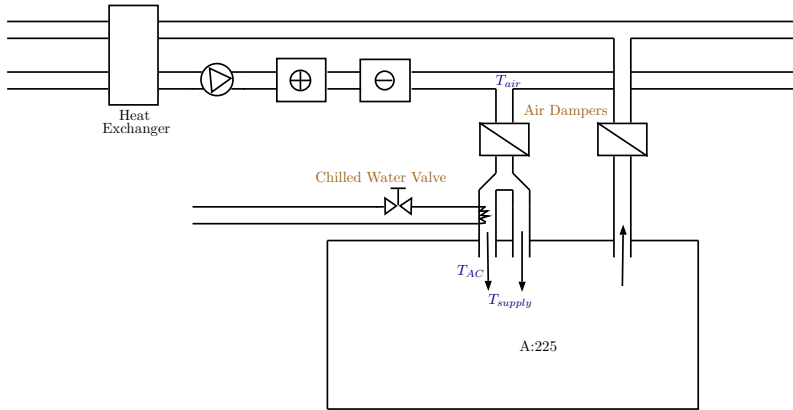 T_air
Air Dampers
Heat
Exchanger
Chilled Water Valve
T_AC
T_supply
A:225